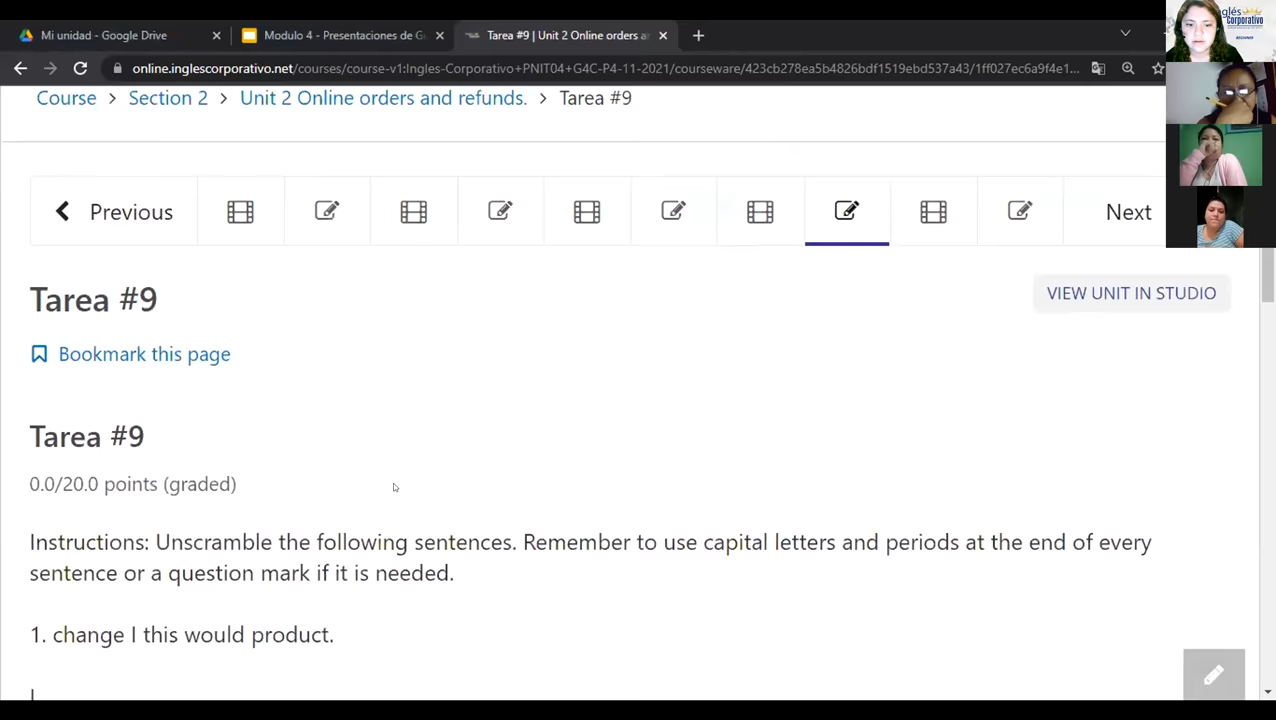 Mi unidad - Google Drive
Modulo 4 - Presentaciones de G
Tarea #9 | Unit 2 Online orders a
online.inglescorporativo.net/courses/course-v1:Ingles-Corporativo+PNT04+G4C-P4-11-2021/courseware/423cb278ea5b4826bdf1519ebd537a43/1ff027ec6a9f4e1...
Inglés
Corporativo
BEGINNER
Course > Section 2 > Unit 2 Online orders and refunds. > Tarea #9
Previous
Next
Tarea #9
VIEW UNIT IN STUDIO
Bookmark this page
Tarea #9
0.0/20.0 points (graded)
Instructions: Unscramble the following sentences. Remember to use capital letters and periods at the end of every
sentence or a question mark if it is needed.
1. change I this would product.